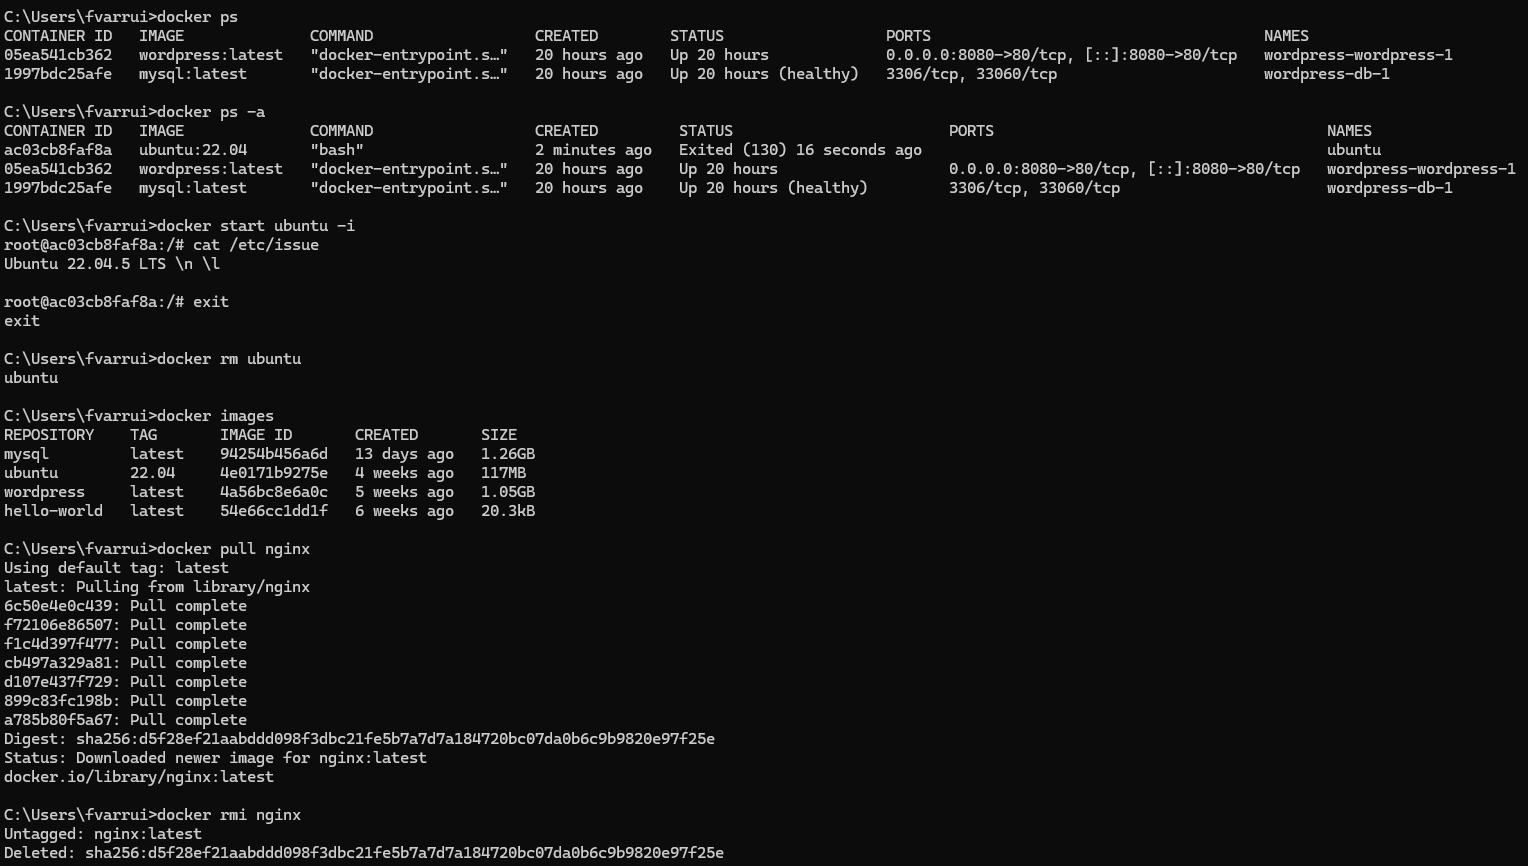 C:\Users\fvarrui>docker ps
CONTAINER ID   IMAGE              COMMAND                  CREATED        STATUS                  PORTS                                     NAMES
05ea541cb362   wordpress:latest   "docker-entrypoint.s…"   20 hours ago   Up 20 hours             0.0.0.0:8080->80/tcp, [::]:8080->80/tcp   wordpress-wordpress-1
1997bdc25afe   mysql:latest       "docker-entrypoint.s…"   20 hours ago   Up 20 hours (healthy)   3306/tcp, 33060/tcp                       wordpress-db-1

C:\Users\fvarrui>docker ps -a
CONTAINER ID   IMAGE              COMMAND                  CREATED         STATUS                        PORTS                                     NAMES
ac03cb8faf8a   ubuntu:22.04       "bash"                   2 minutes ago   Exited (130) 16 seconds ago                                             ubuntu
05ea541cb362   wordpress:latest   "docker-entrypoint.s…"   20 hours ago    Up 20 hours                   0.0.0.0:8080->80/tcp, [::]:8080->80/tcp   wordpress-wordpress-1
1997bdc25afe   mysql:latest       "docker-entrypoint.s…"   20 hours ago    Up 20 hours (healthy)         3306/tcp, 33060/tcp                       wordpress-db-1

C:\Users\fvarrui>docker start ubuntu -i
root@ac03cb8faf8a:/# cat /etc/issue
Ubuntu 22.04.5 LTS \n \l

root@ac03cb8faf8a:/# exit
exit

C:\Users\fvarrui>docker rm ubuntu
ubuntu

C:\Users\fvarrui>docker images
REPOSITORY    TAG       IMAGE ID       CREATED       SIZE
mysql         latest    94254b456a6d   13 days ago   1.26GB
ubuntu        22.04     4e0171b9275e   4 weeks ago   117MB
wordpress     latest    4a56bc8e6a0c   5 weeks ago   1.05GB
hello-world   latest    54e66cc1dd1f   6 weeks ago   20.3kB

C:\Users\fvarrui>docker pull nginx
Using default tag: latest
latest: Pulling from library/nginx
6c50e4e0c439: Pull complete
f72106e86507: Pull complete
f1c4d397f477: Pull complete
cb497a329a81: Pull complete
d107e437f729: Pull complete
899c83fc198b: Pull complete
a785b80f5a67: Pull complete
Digest: sha256:d5f28ef21aabddd098f3dbc21fe5b7a7d7a184720bc07da0b6c9b9820e97f25e
Status: Downloaded newer image for nginx:latest
docker.io/library/nginx:latest

C:\Users\fvarrui>docker rmi nginx
Untagged: nginx:latest
Deleted: sha256:d5f28ef21aabddd098f3dbc21fe5b7a7d7a184720bc07da0b6c9b9820e97f25e